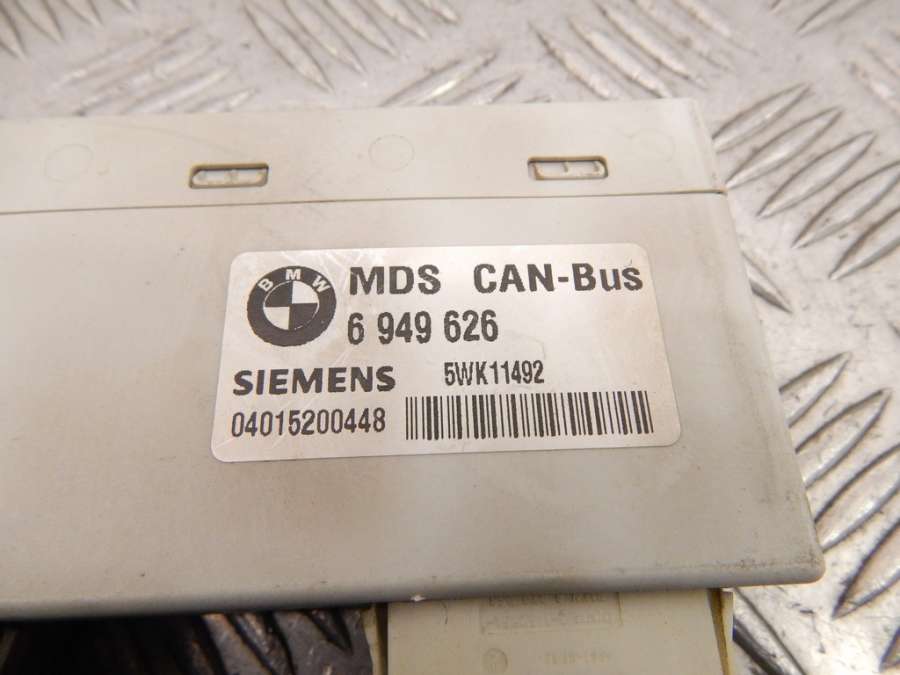 BMW
MDS CAN-Bus
6 949 626
SIEMENS 5WK11492
04015200448